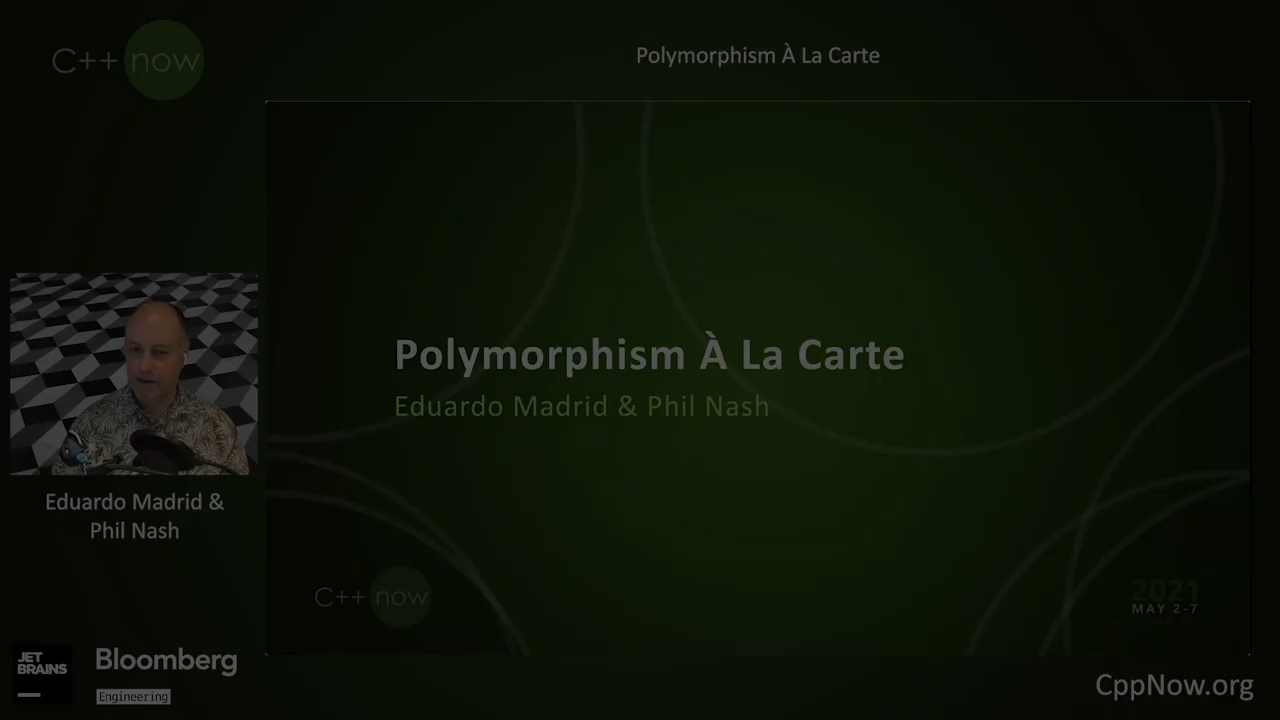 C++ now
Polymorphism À La Carte
Polymorphism À La Carte
Eduardo Madrid & Phil Nash
Eduardo Madrid &
Phil Nash
C++ now
2021
MAY 2-7
JET
BRAINS
Bloomberg
Engineering
CppNow.org